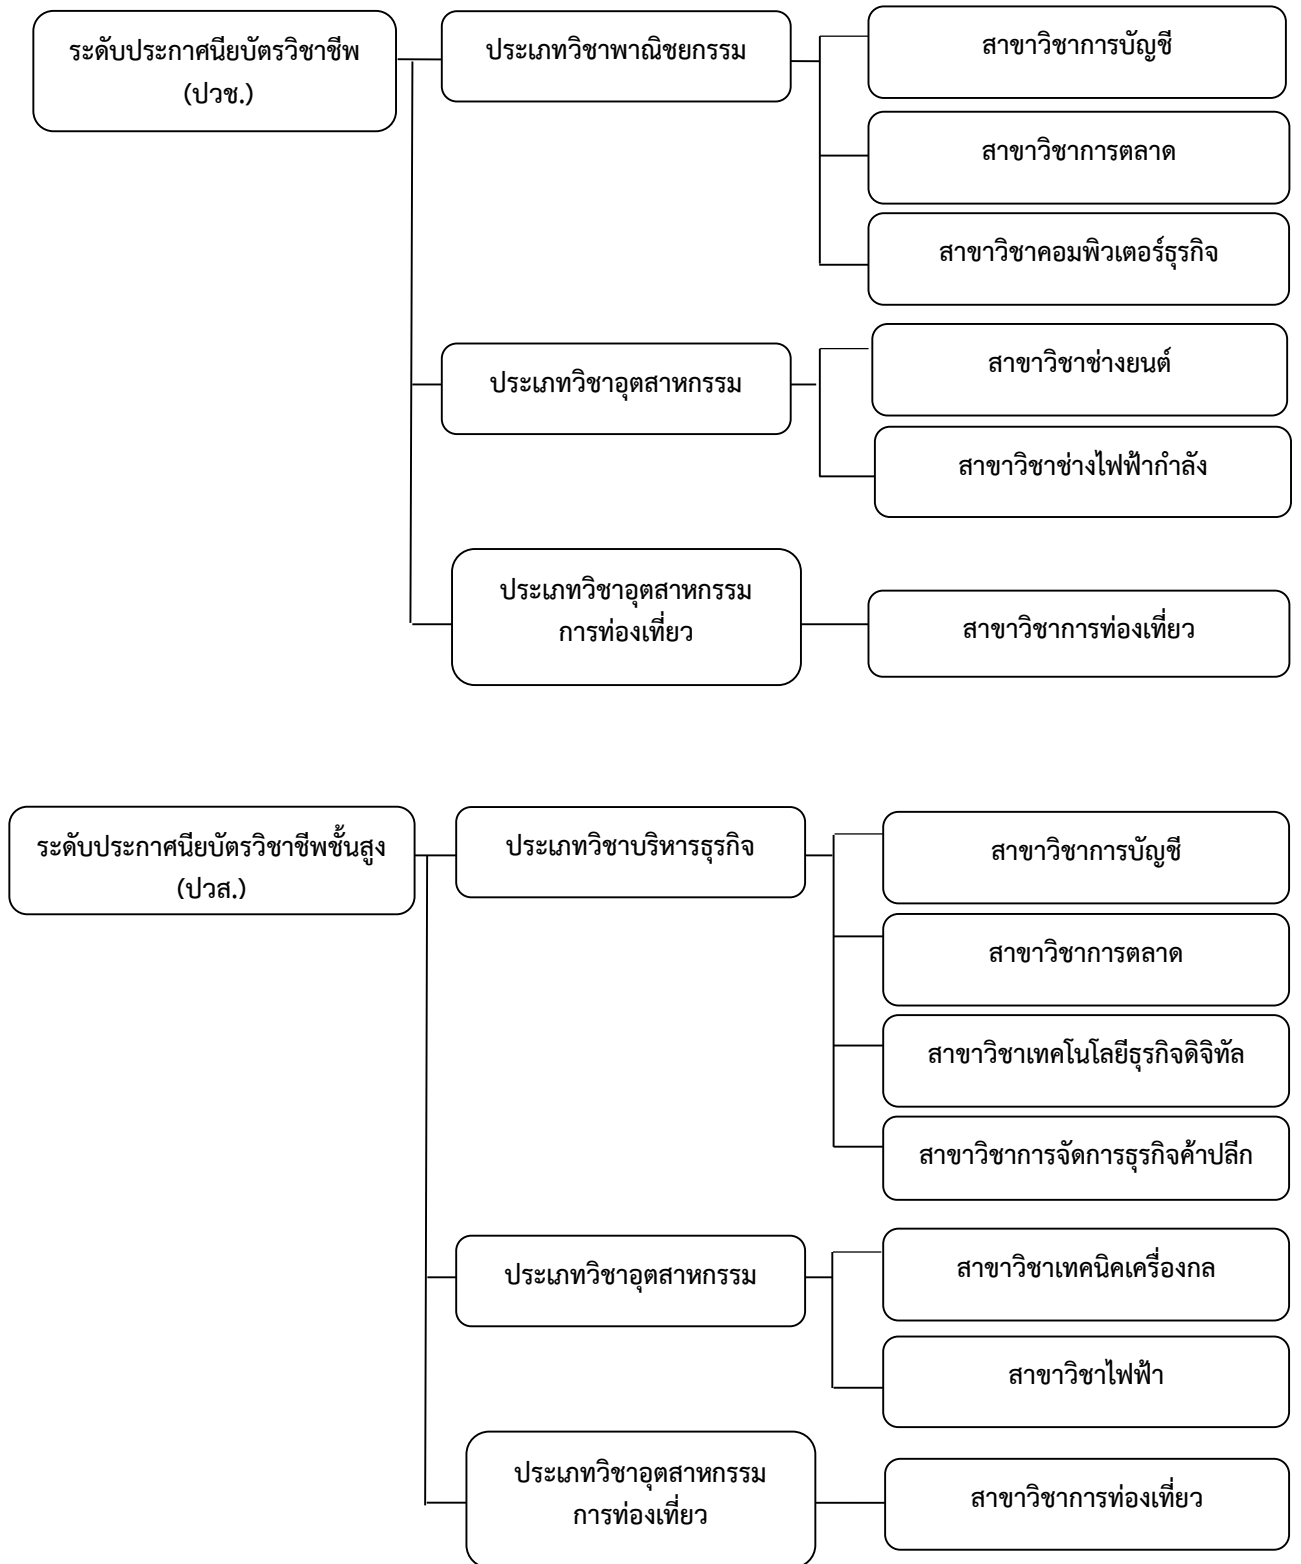 ระดับประกาศนียบัตรวิชาชีพ
(ปวช.)
ประเภทวิชาพาณิชยกรรม
สาขาวิชาการบัญชี
สาขาวิชาการตลาด
สาขาวิชาคอมพิวเตอร์ธุรกิจ
ประเภทวิชาอุตสาหกรรม
สาขาวิชาช่างยนต์
สาขาวิชาช่างไฟฟ้ากำลัง
ประเภทวิชาอุตสาหกรรม
การท่องเที่ยว
สาขาวิชาการท่องเที่ยว
ระดับประกาศนียบัตรวิชาชีพชั้นสูง
(ปวส.)
ประเภทวิชาบริหารธุรกิจ
สาขาวิชาการบัญชี
สาขาวิชาการตลาด
สาขาวิชาเทคโนโลยีธุรกิจดิจิทัล
สาขาวิชาการจัดการธุรกิจค้าปลีก
ประเภทวิชาอุตสาหกรรม
สาขาวิชาเทคนิคเครื่องกล
สาขาวิชาไฟฟ้า
ประเภทวิชาอุตสาหกรรม
การท่องเที่ยว
สาขาวิชาการท่องเที่ยว